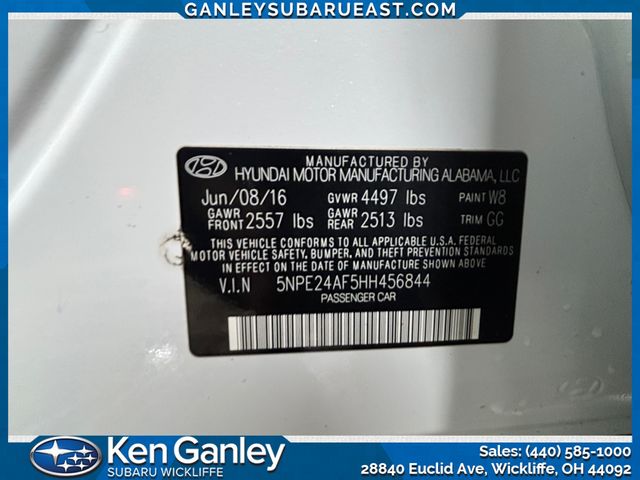 GANLEYSUBARUEAST.COM
MANUFACTURED BY
HYUNDAI MOTOR MANUFACTURING ALABAMA, LLC
Jun/08/16 GVWR 4497 lbs PAINT W8
GAWR FRONT 2557 lbs GAWR REAR 2513 lbs TRIM GG
THIS VEHICLE CONFORMS TO ALL APPLICABLE U.S.A. FEDERAL
MOTOR VEHICLE SAFETY, BUMPER, AND THEFT PREVENTION STANDARDS
IN EFFECT ON THE DATE OF MANUFACTURE SHOWN ABOVE.
V.I.N 5NPE24AF5HH456844
PASSENGER CAR
Ken Ganley
SUBARU WICKLIFFE
Sales: (440) 585-1000
28840 Euclid Ave, Wickliffe, OH 44092